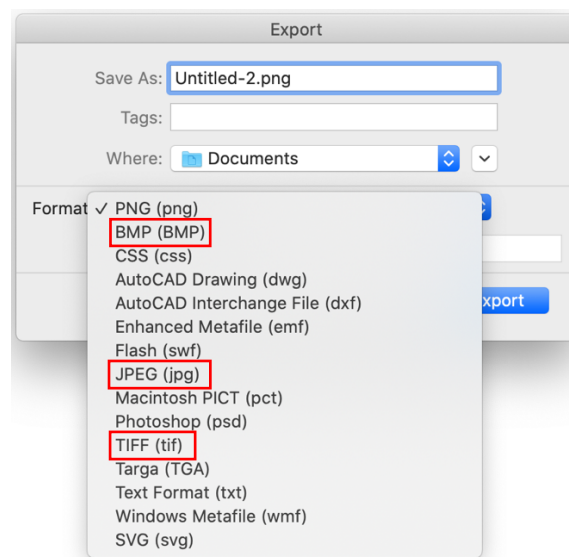 Export
Save As: Untitled-2.png
Tags:
Where: Documents
Format ✓ PNG (png)
BMP (BMP)
CSS (css)
AutoCAD Drawing (dwg)
AutoCAD Interchange File (dxf)
xport
Enhanced Metafile (emf)
Flash (swf)
JPEG (jpg)
Macintosh PICT (pct)
Photoshop (psd)
TIFF (tif)
Targa (TGA)
Text Format (txt)
Windows Metafile (wmf)
SVG (svg)